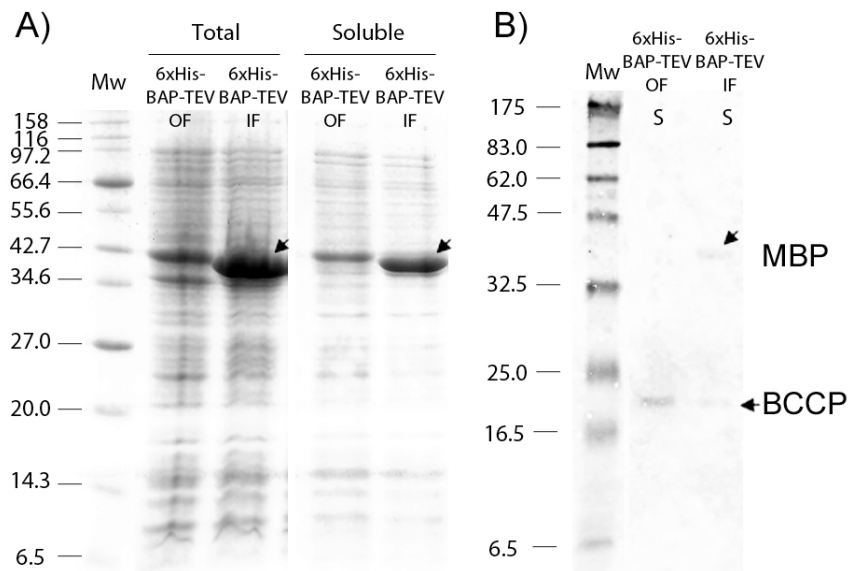 A)
Total
Soluble
Mw
6xHis-
BAP-TEV
OF
6xHis-
BAP-TEV
IF
6xHis-
BAP-TEV
OF
6xHis-
BAP-TEV
IF
158
116
97.2
66.4
55.6
42.7
34.6
27.0
20.0
14.3
6.5
B)
Mw
6xHis-
BAP-TEV
OF
S
6xHis-
BAP-TEV
IF
S
175
83.0
62.0
47.5
32.5
25.0
16.5
6.5
MBP
BCCP